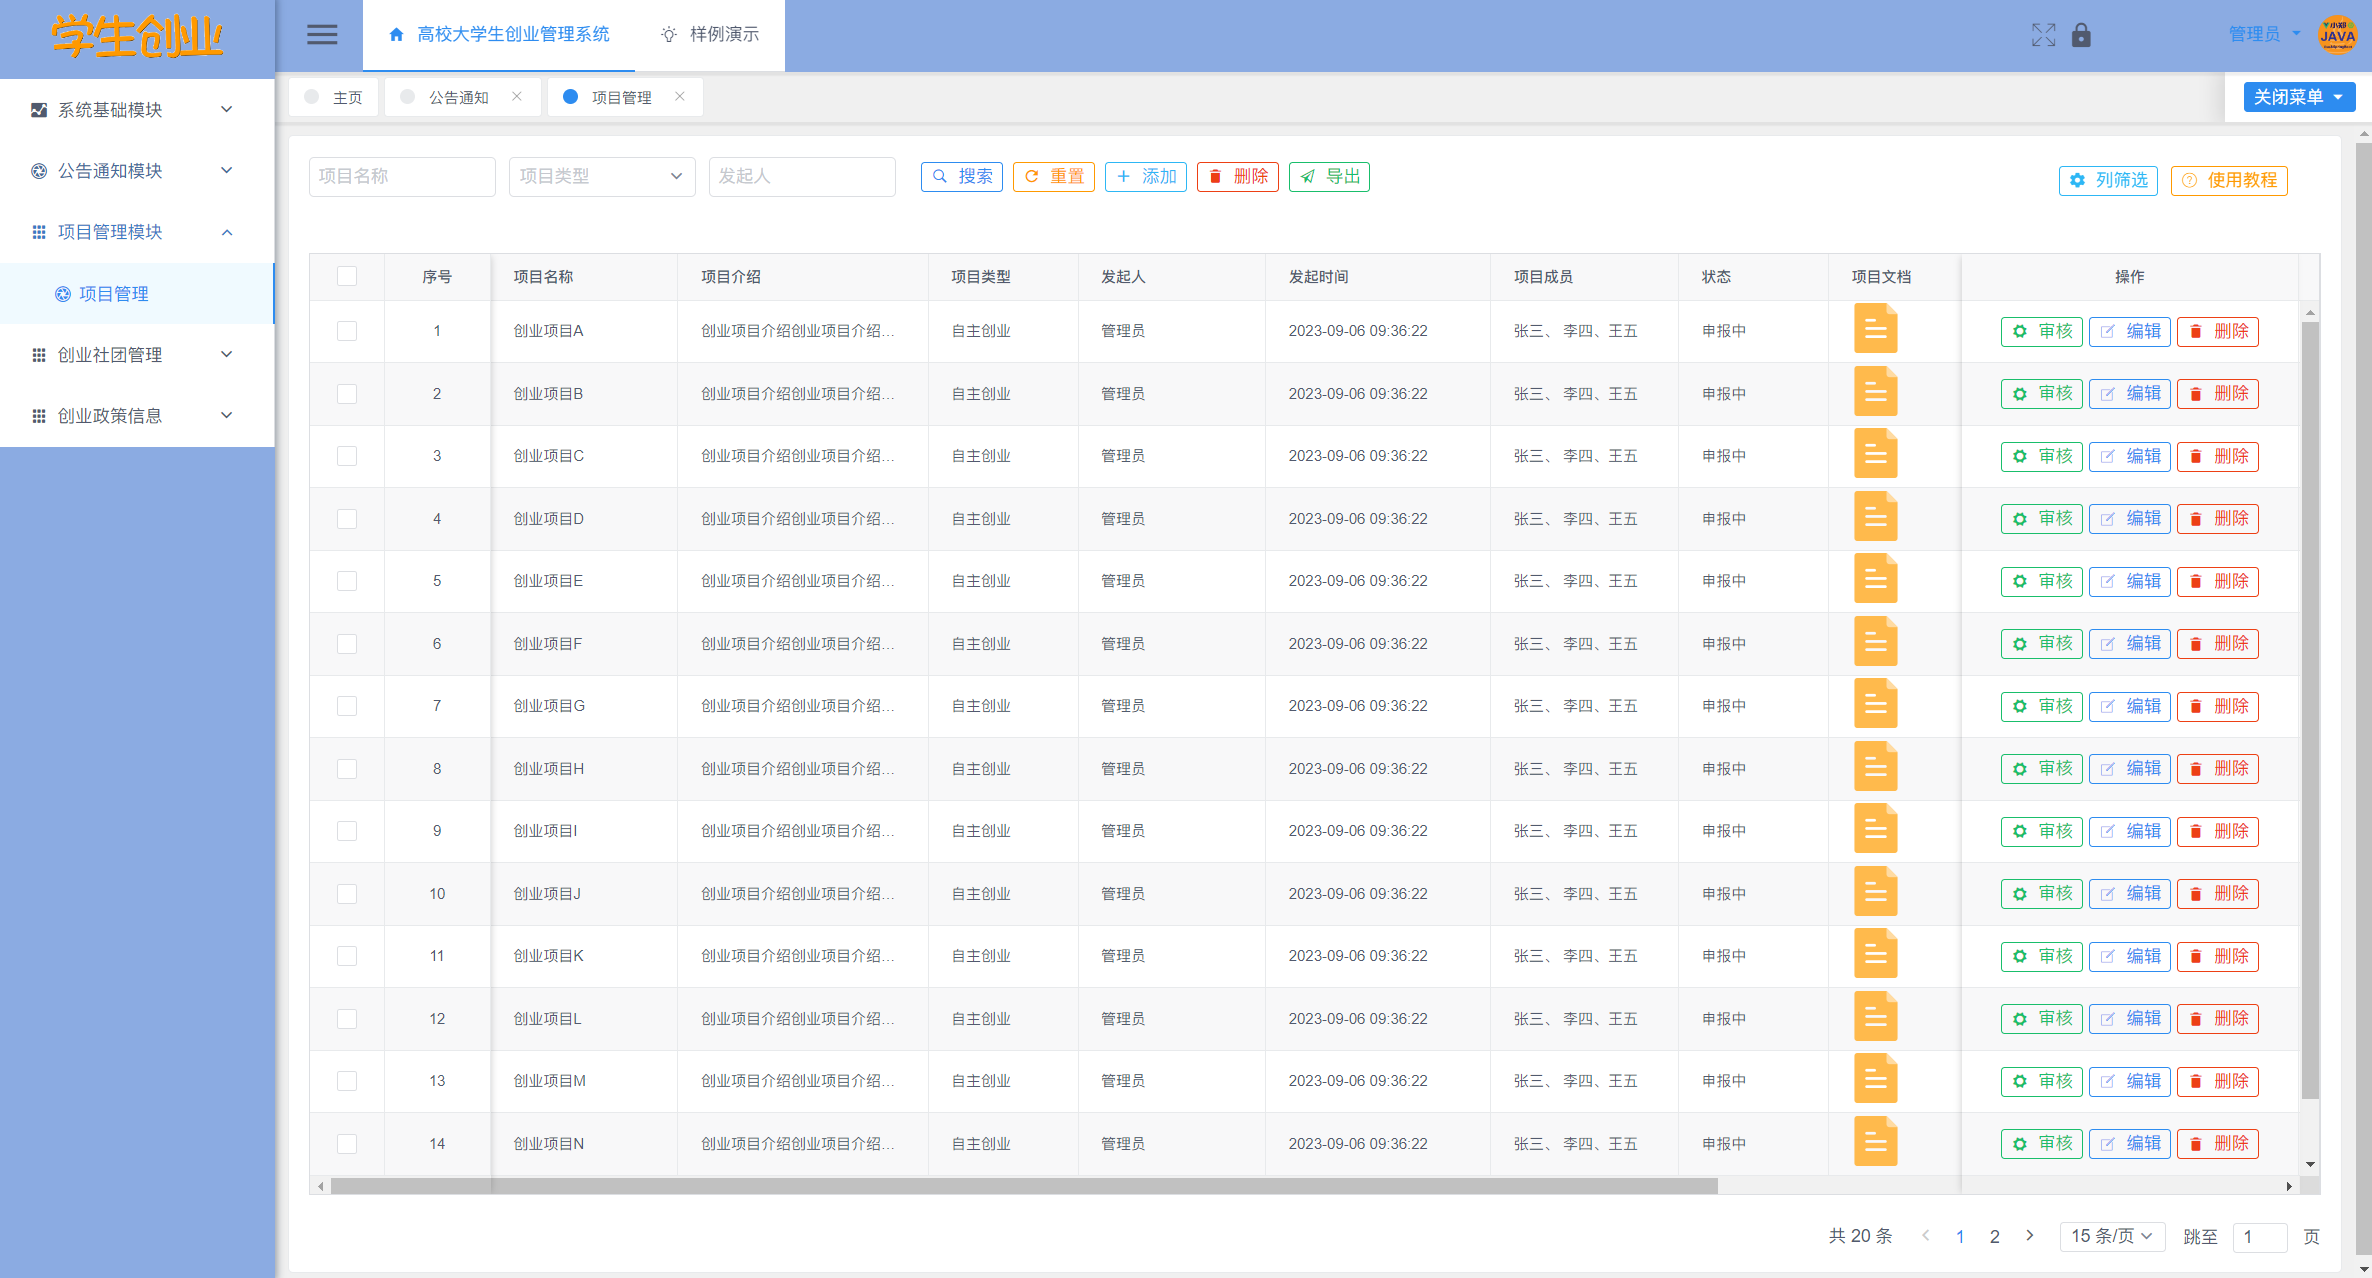 学生创业
高校大学生创业管理系统 样例演示 管理员 小郑 JAVA
系统基础模块
公告通知模块
项目管理模块
项目管理
创业社团管理
创业政策信息
主页 公告通知 项目管理 关闭菜单
项目名称 项目类型 发起人 搜索 重置 添加 删除 导出 列筛选 使用教程
序号 项目名称 项目介绍 项目类型 发起人 发起时间 项目成员 状态 项目文档 操作
1 创业项目A 创业项目介绍创业项目介绍... 自主创业 管理员 2023-09-06 09:36:22 张三、 李四、王五 申报中 审核 编辑 删除
2 创业项目B 创业项目介绍创业项目介绍... 自主创业 管理员 2023-09-06 09:36:22 张三、 李四、王五 申报中 审核 编辑 删除
3 创业项目C 创业项目介绍创业项目介绍... 自主创业 管理员 2023-09-06 09:36:22 张三、 李四、王五 申报中 审核 编辑 删除
4 创业项目D 创业项目介绍创业项目介绍... 自主创业 管理员 2023-09-06 09:36:22 张三、 李四、王五 申报中 审核 编辑 删除
5 创业项目E 创业项目介绍创业项目介绍... 自主创业 管理员 2023-09-06 09:36:22 张三、 李四、王五 申报中 审核 编辑 删除
6 创业项目F 创业项目介绍创业项目介绍... 自主创业 管理员 2023-09-06 09:36:22 张三、 李四、王五 申报中 审核 编辑 删除
7 创业项目G 创业项目介绍创业项目介绍... 自主创业 管理员 2023-09-06 09:36:22 张三、 李四、王五 申报中 审核 编辑 删除
8 创业项目H 创业项目介绍创业项目介绍... 自主创业 管理员 2023-09-06 09:36:22 张三、 李四、王五 申报中 审核 编辑 删除
9 创业项目I 创业项目介绍创业项目介绍... 自主创业 管理员 2023-09-06 09:36:22 张三、 李四、王五 申报中 审核 编辑 删除
10 创业项目J 创业项目介绍创业项目介绍... 自主创业 管理员 2023-09-06 09:36:22 张三、 李四、王五 申报中 审核 编辑 删除
11 创业项目K 创业项目介绍创业项目介绍... 自主创业 管理员 2023-09-06 09:36:22 张三、 李四、王五 申报中 审核 编辑 删除
12 创业项目L 创业项目介绍创业项目介绍... 自主创业 管理员 2023-09-06 09:36:22 张三、 李四、王五 申报中 审核 编辑 删除
13 创业项目M 创业项目介绍创业项目介绍... 自主创业 管理员 2023-09-06 09:36:22 张三、 李四、王五 申报中 审核 编辑 删除
14 创业项目N 创业项目介绍创业项目介绍... 自主创业 管理员 2023-09-06 09:36:22 张三、 李四、王五 申报中 审核 编辑 删除
共 20 条 1 2 15 条/页 跳至 1 页